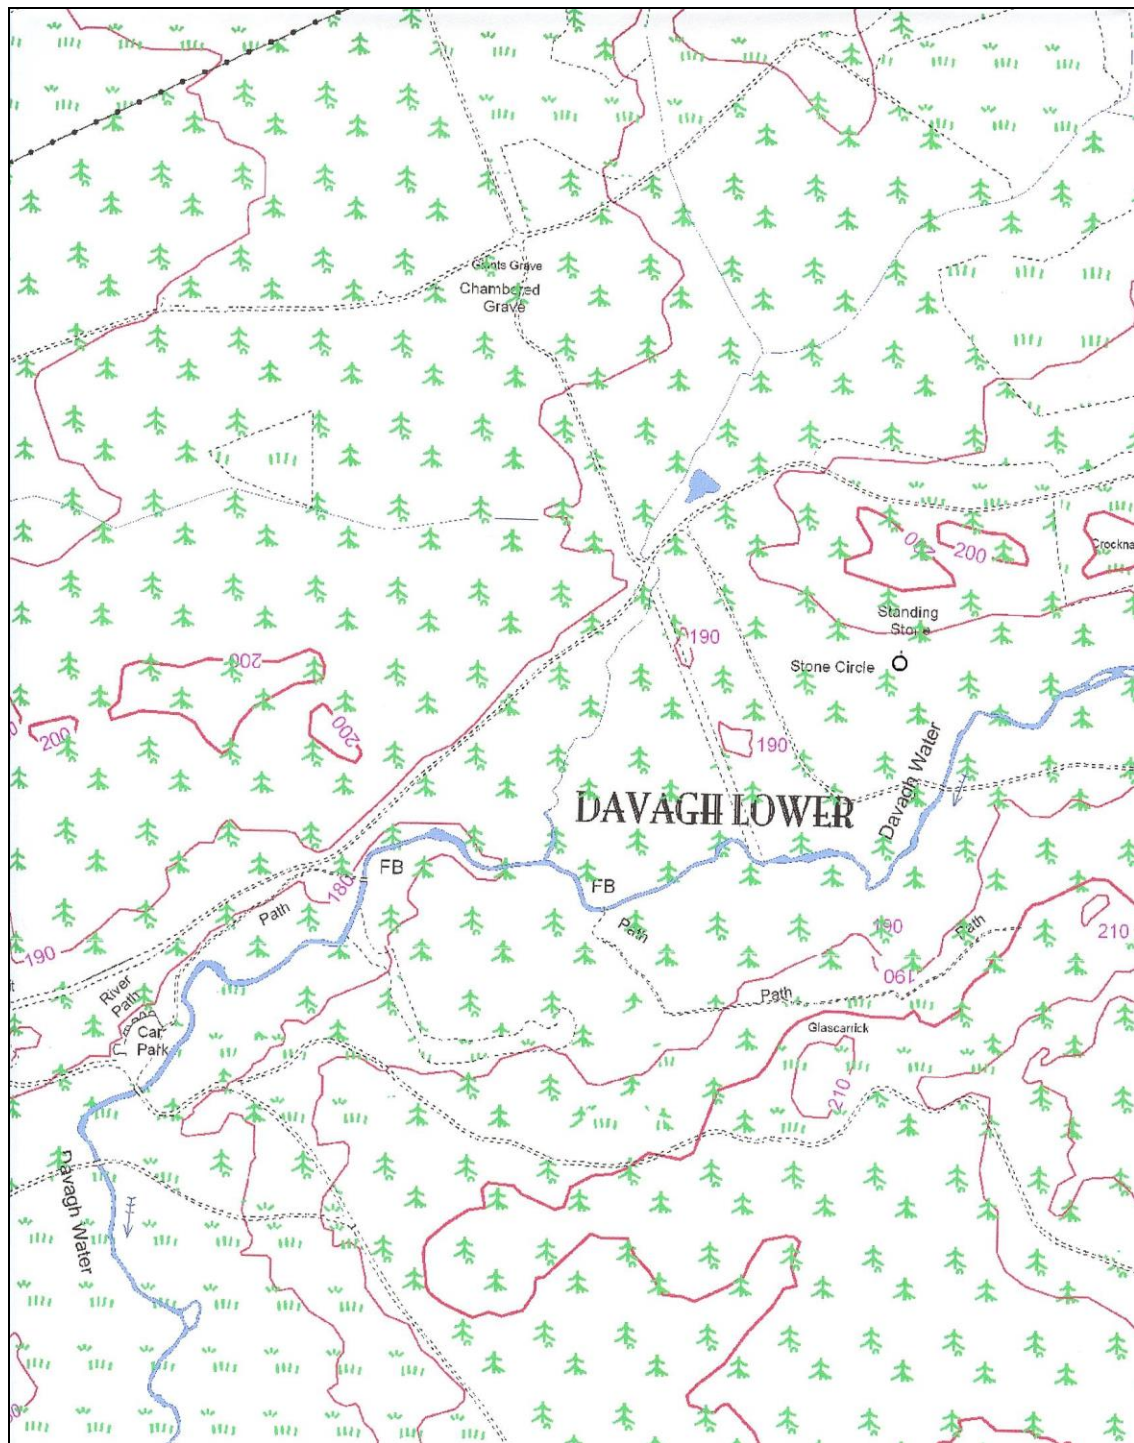 Giants Grave
Chambered
Grave
200
200
Crockna
Standing
Stone
190
Stone Circle
200
200
200
190
Davagh Water
DAVAGH LOWER
FB
180
FB
Path
Path
190
Path
210
190
190
River
Path
Path
Car
Park
Glascarrick
210
Davagh Water